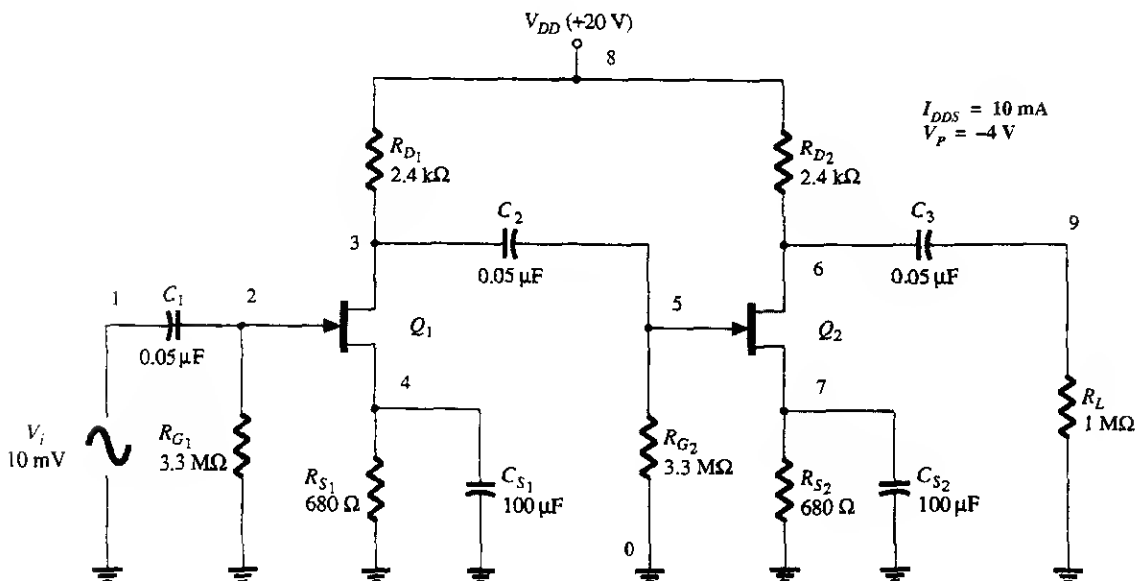 V_DD (+20 V)
8
I_DDS = 10 mA
V_P = –4 V
R_D1
2.4 kΩ
R_D2
2.4 kΩ
C_2
0.05 µF
3
C_3
0.05 µF
6
9
1
C_1
0.05 µF
2
Q_1
5
Q_2
4
7
V_i
10 mV
R_G1
3.3 MΩ
R_S1
680 Ω
C_S1
100 µF
R_G2
3.3 MΩ
0
R_S2
680 Ω
C_S2
100 µF
R_L
1 MΩ